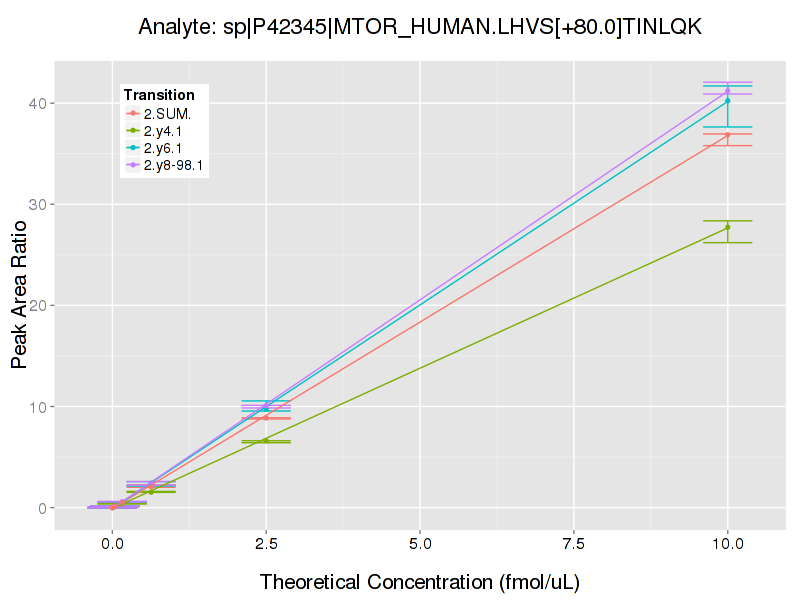 Analyte: sp|P42345|MTOR_HUMAN.LHVS[+80.0]TINLQK
Transition
2.SUM.
2.y4.1
2.y6.1
2.y8-98.1
40
30
20
10
0
Peak Area Ratio
0.0 2.5 5.0 7.5 10.0
Theoretical Concentration (fmol/uL)